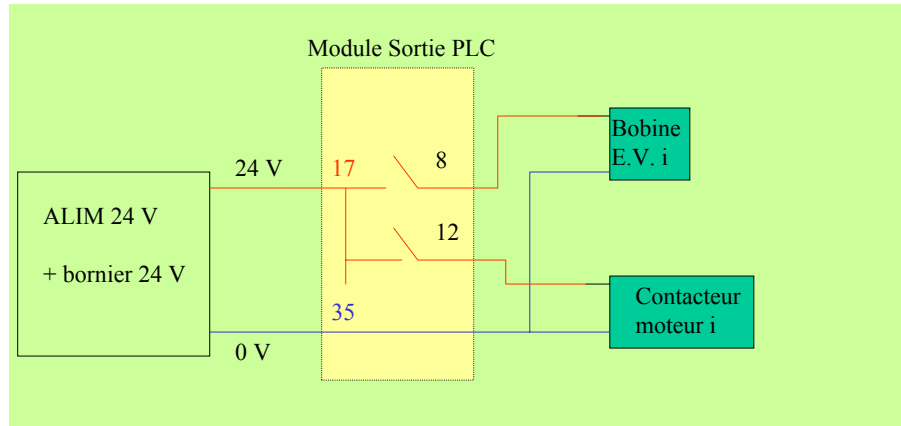 Module Sortie PLC
24 V
17
8
Bobine
E.V. i
ALIM 24 V
+ bornier 24 V
12
35
0 V
Contacteur
moteur i